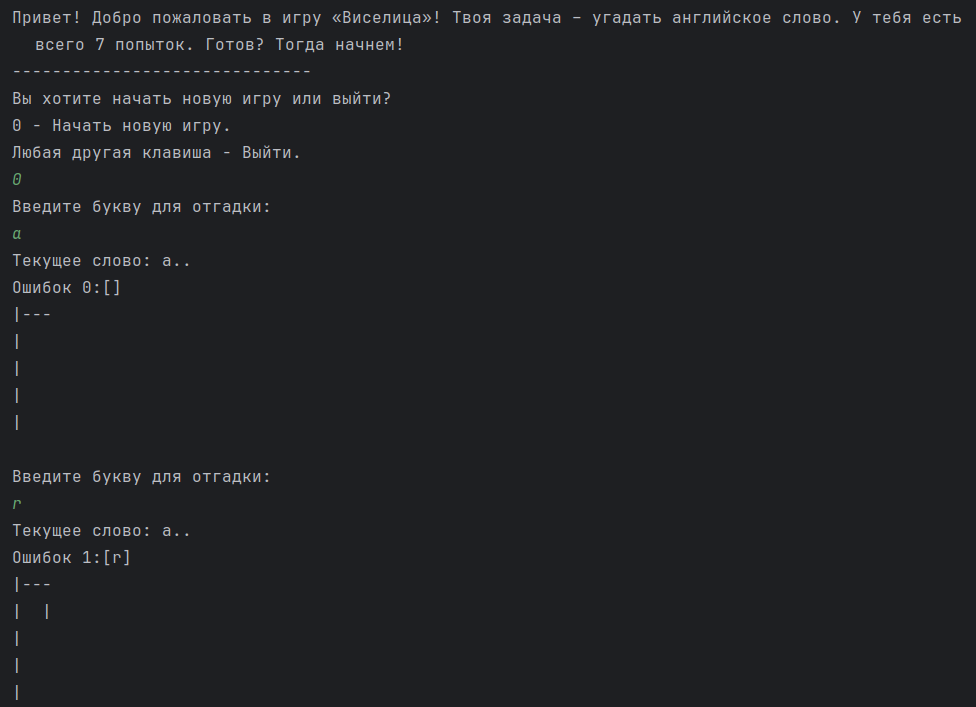 Привет! Добро пожаловать в игру «Виселица»! Твоя задача – угадать английское слово. У тебя есть
всего 7 попыток. Готов? Тогда начнем!
------------------------------
Вы хотите начать новую игру или выйти?
0 - Начать новую игру.
Любая другая клавиша - Выйти.
0
Введите букву для отгадки:
а
Текущее слово: a..
Ошибок 0:[]
|---
|
|
|
|
Введите букву для отгадки:
r
Текущее слово: a..
Ошибок 1:[r]
|---
|  |
|
|
|